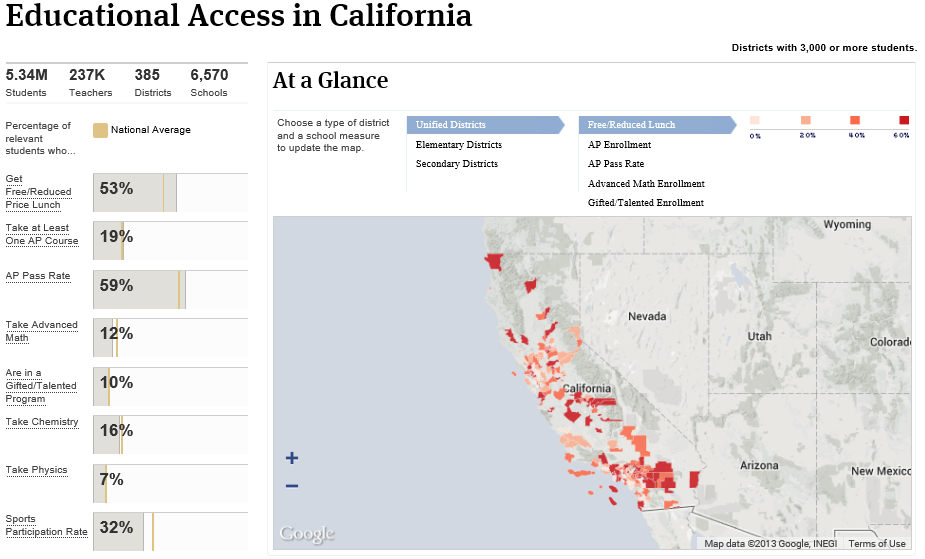 Educational Access in California
Districts with 3,000 or more students.
5.34M 237K 385 6,570
Students Teachers Districts Schools
Percentage of
relevant
students who...
National Average
Get
Free/Reduced
Price Lunch
53%
Take at Least
One AP Course
19%
AP Pass Rate
59%
Take Advanced
Math
12%
Are in a
Gifted/Talented
Program
10%
Take Chemistry
16%
Take Physics
7%
Sports
Participation Rate
32%
At a Glance
Choose a type of district
and a school measure
to update the map.
Unified Districts
Elementary Districts
Secondary Districts
Free/Reduced Lunch
AP Enrollment
AP Pass Rate
Advanced Math Enrollment
Gifted/Talented Enrollment
0% 20% 40% 60%
Wyoming
Nevada
Utah
Colorad
California
Arizona
New Mexic
+
−
Google
Map data ©2013 Google, INEGI Terms of Use